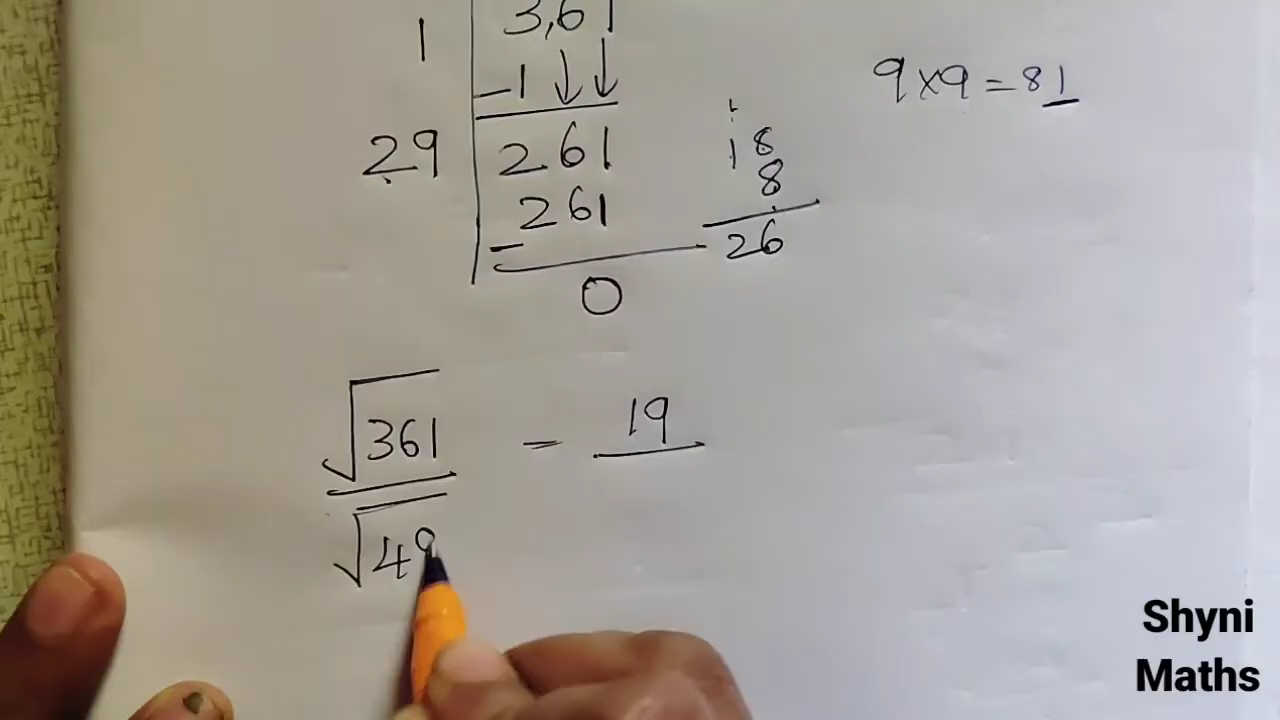 1 3,61
9×9=81
-1 ↓ ↓
29 261
1
18
8
- 261
26
0
√361 = 19
√49
Shyni
Maths